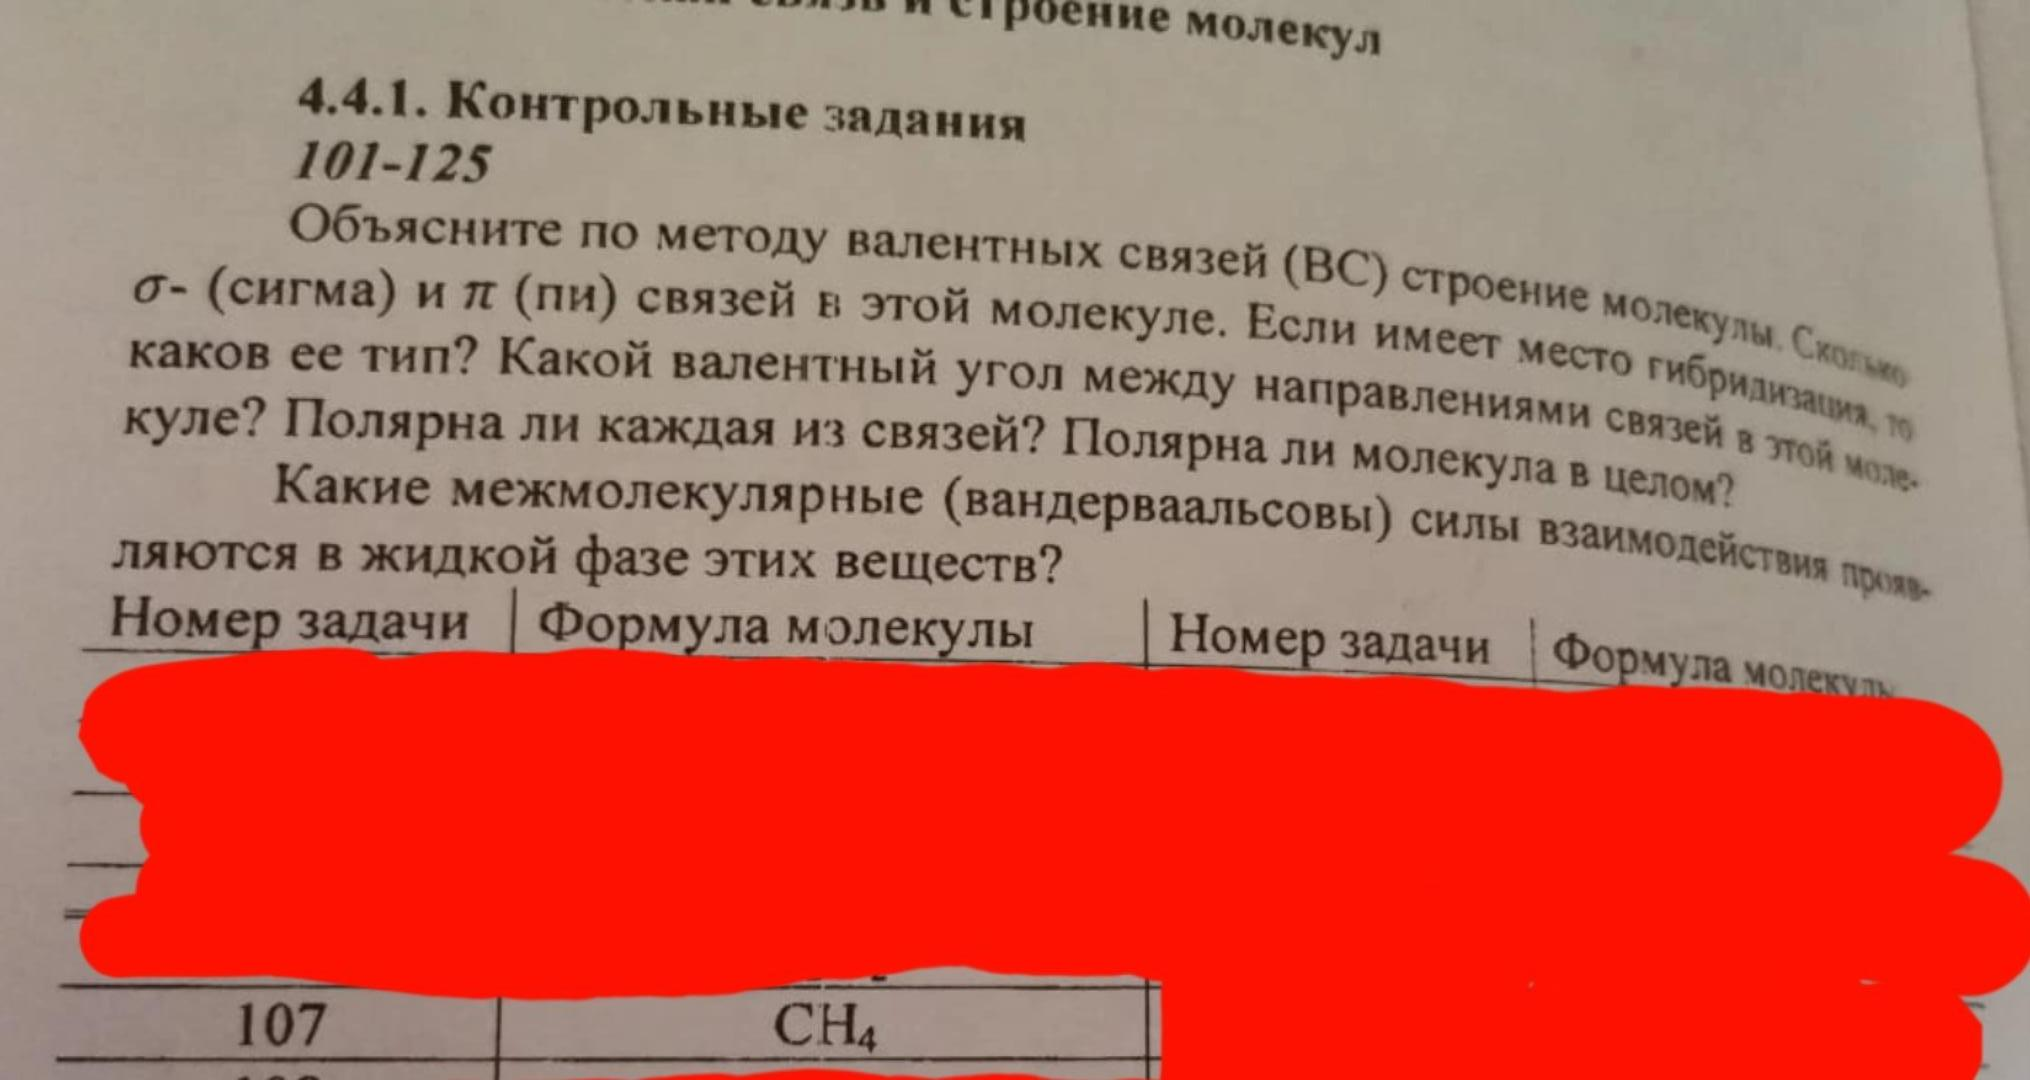 связь и строение молекул
4.4.1. Контрольные задания
101-125
Объясните по методу валентных связей (ВС) строение молекулы. Сколько
σ- (сигма) и π (пи) связей в этой молекуле. Если имеет место гибридизация, то
каков ее тип? Какой валентный угол между направлениями связей в этой моле-
куле? Полярна ли каждая из связей? Полярна ли молекула в целом?
Какие межмолекулярные (вандерваальсовы) силы взаимодействия прояв-
ляются в жидкой фазе этих веществ?
Номер задачи Формула молекулы Номер задачи Формула молекулы
107 CH₄